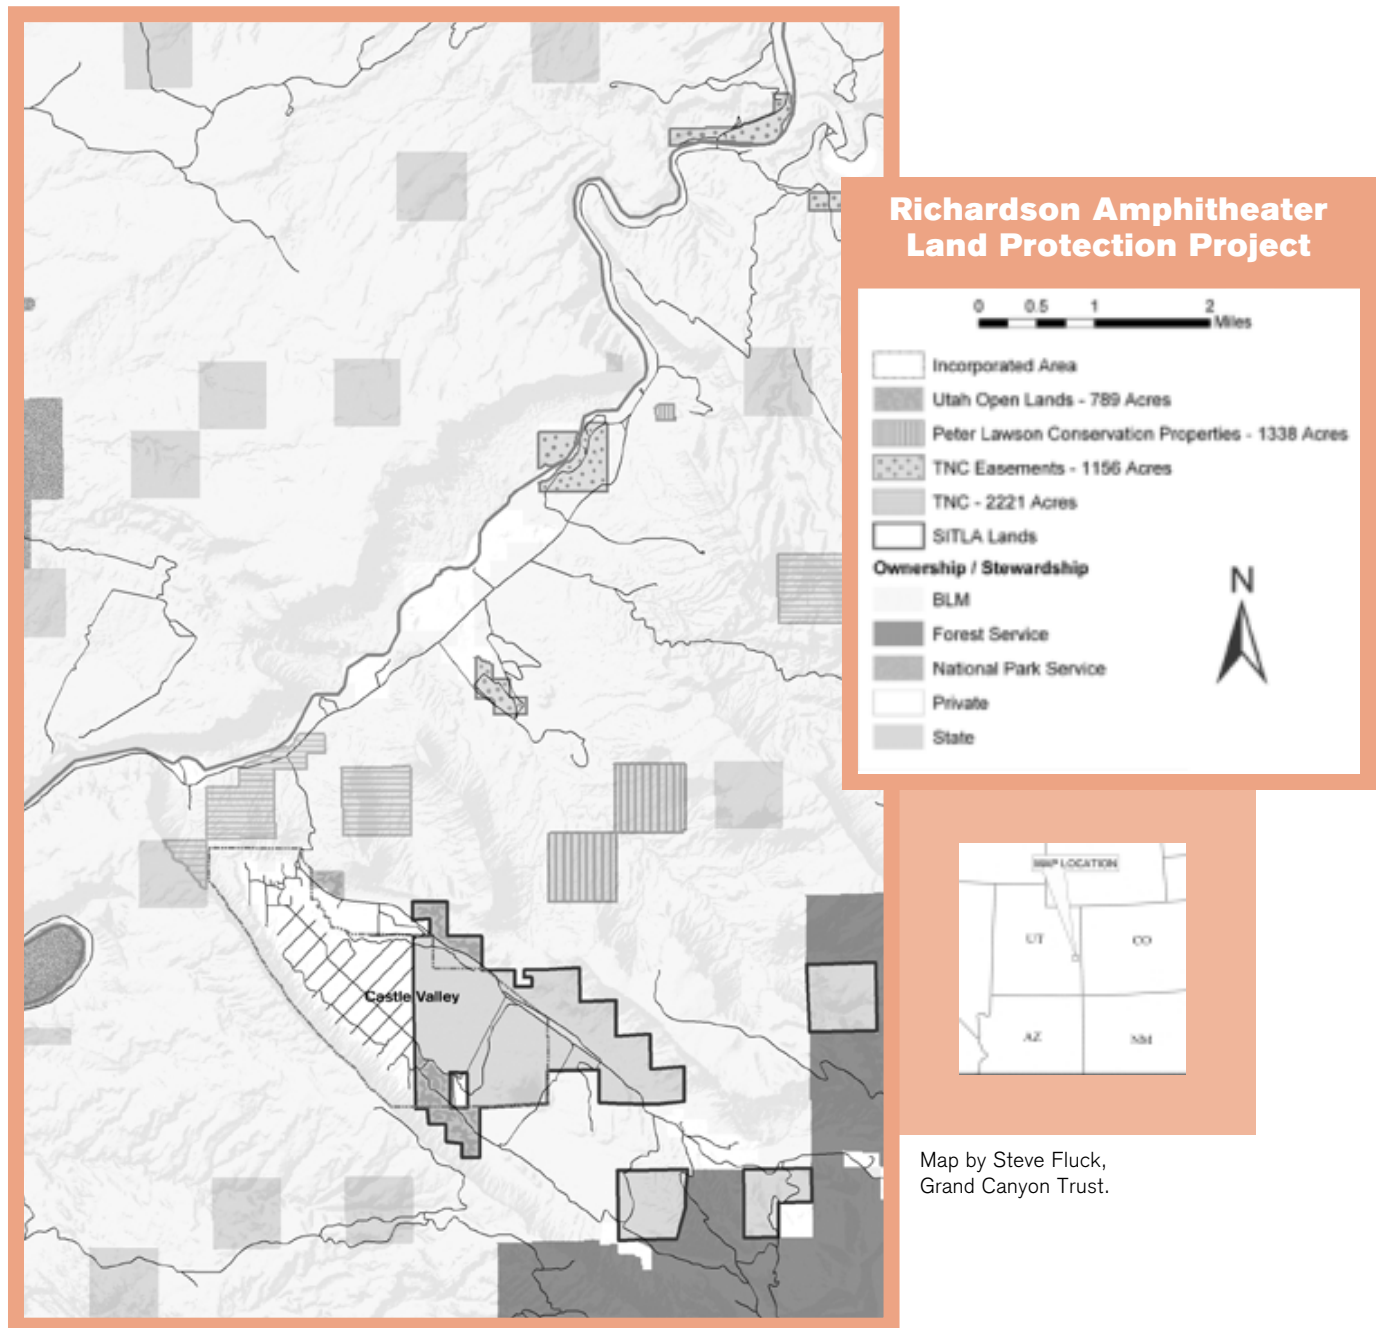 Richardson Amphitheater
Land Protection Project
0 0.5 1 2
Miles
Incorporated Area
Utah Open Lands - 789 Acres
Peter Lawson Conservation Properties - 1338 Acres
TNC Easements - 1156 Acres
TNC - 2221 Acres
SITLA Lands
Ownership / Stewardship
BLM
Forest Service
National Park Service
Private
State
N
Castle Valley
MAP LOCATION
UT
CO
AZ
NM
Map by Steve Fluck,
Grand Canyon Trust.